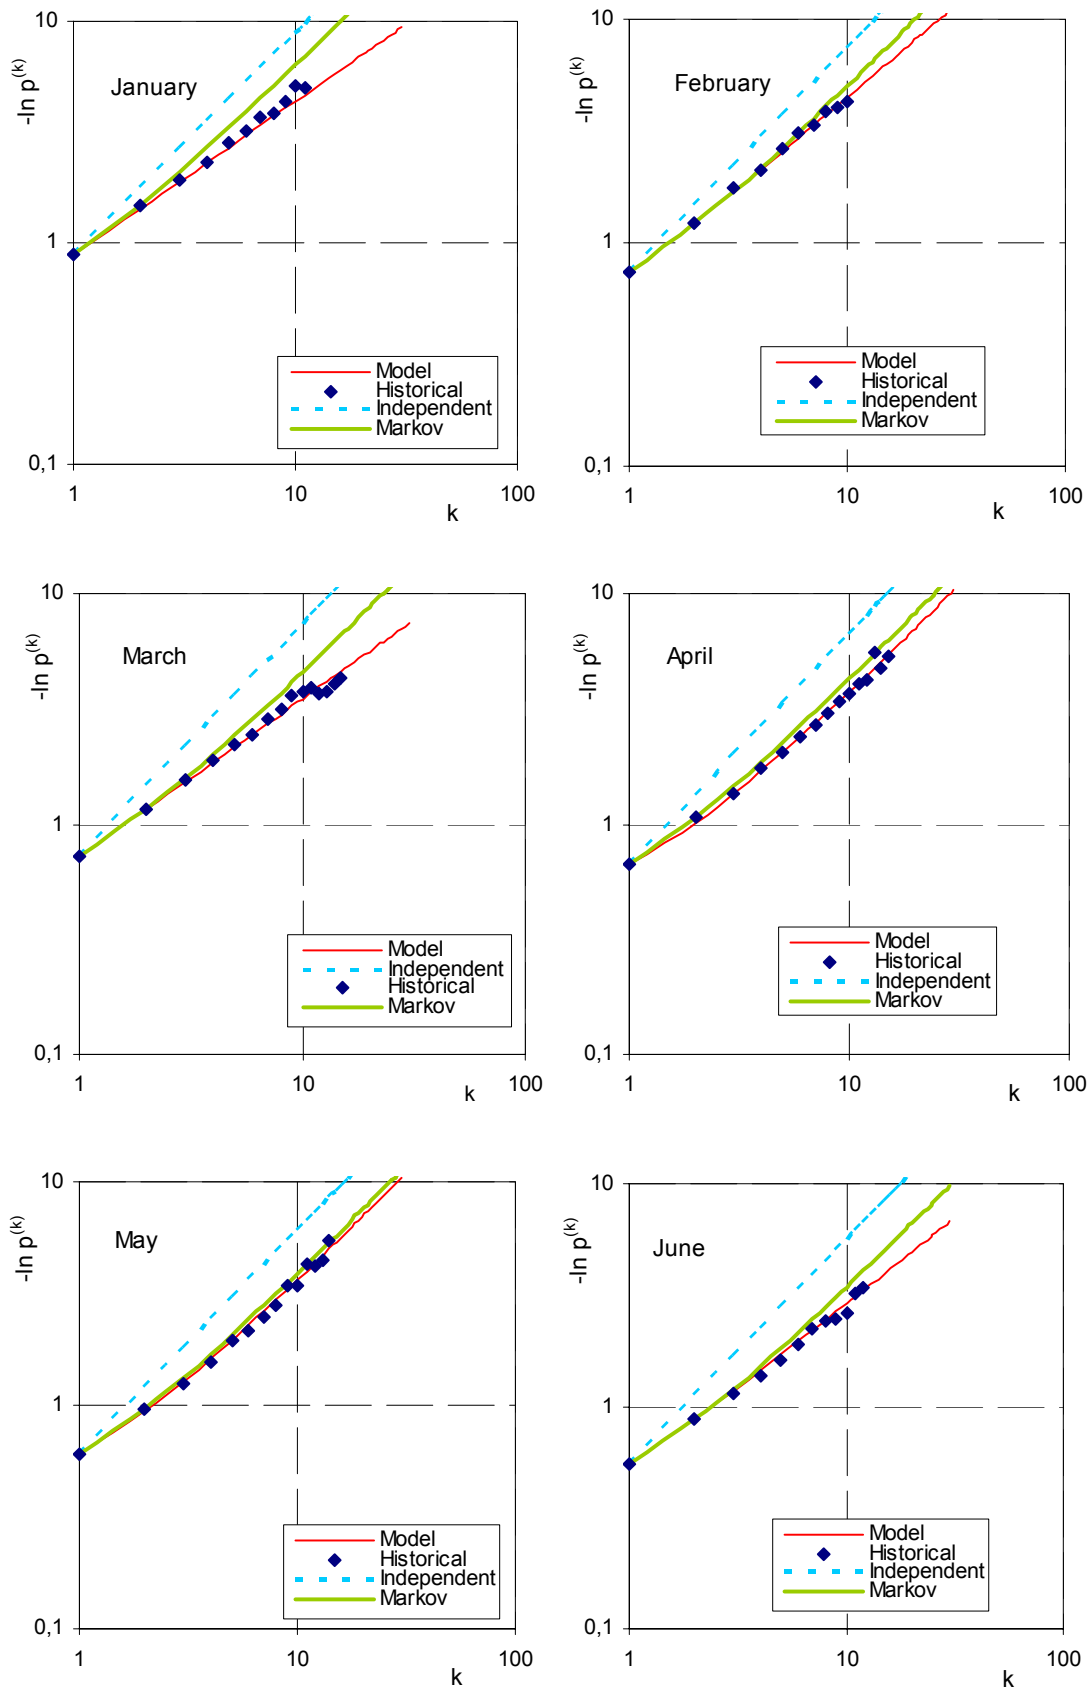 10
-ln p(k)
January
1
Model
Historical
Independent
Markov
0,1
1
10
100
k
10
-ln p(k)
February
1
Model
Historical
Independent
Markov
0,1
1
10
100
k
10
-ln p(k)
March
1
Model
Independent
Historical
Markov
0,1
1
10
100
k
10
-ln p(k)
April
1
Model
Historical
Independent
Markov
0,1
1
10
100
k
10
-ln p(k)
May
1
Model
Historical
Independent
Markov
0,1
1
10
100
k
10
-ln p(k)
June
1
Model
Historical
Independent
Markov
0,1
1
10
100
k